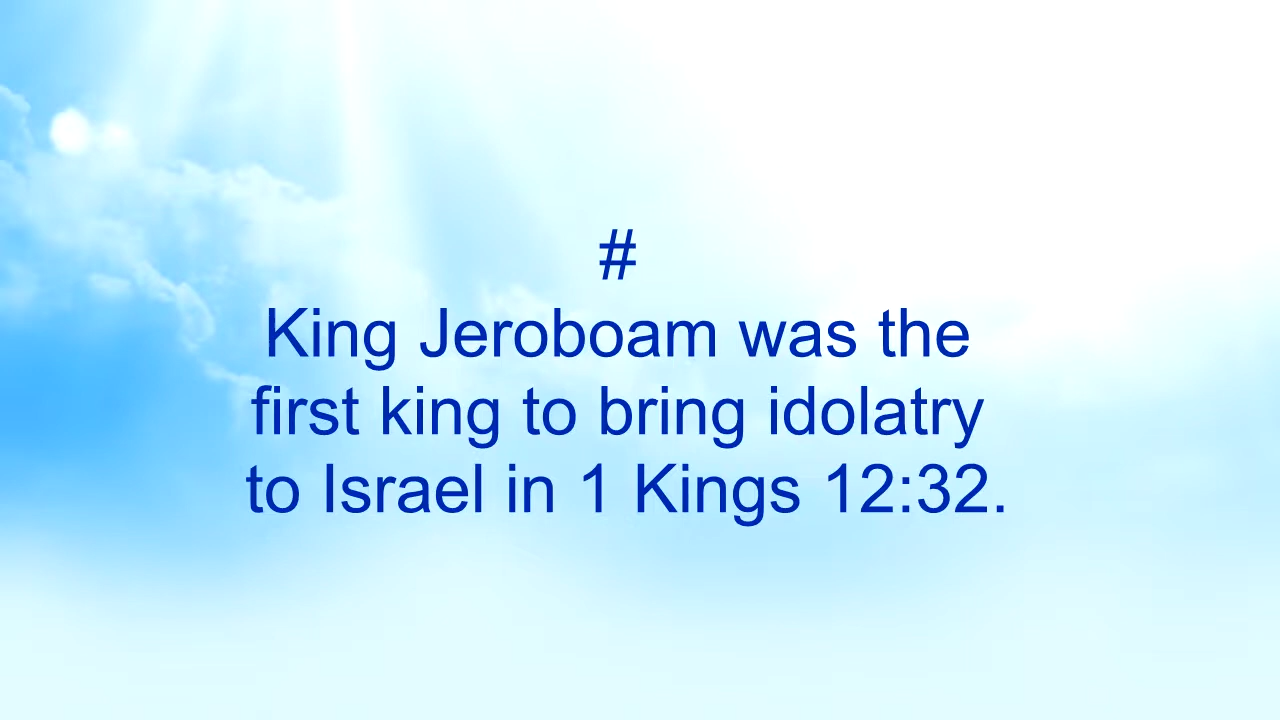 #
King Jeroboam was the
first king to bring idolatry
to Israel in 1 Kings 12:32.